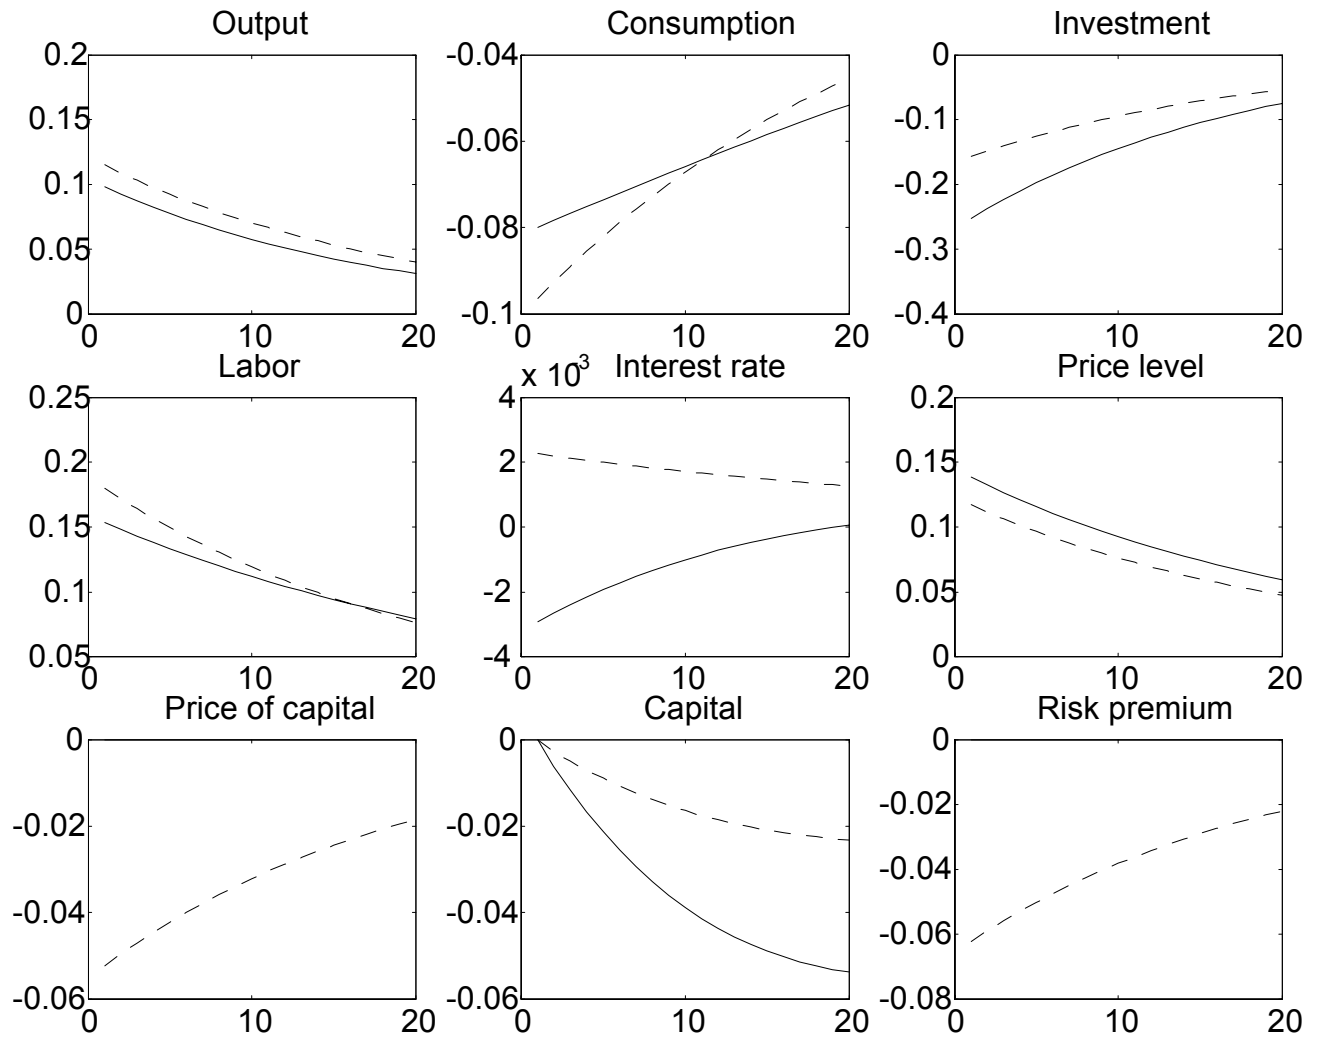 Output Consumption Investment
0.2 -0.04 0
0.15 -0.06 -0.1
0.1 -0.08 -0.2
0.05 -0.3
0 -0.1 -0.4
0 10 20 0 10 20 0 10 20
Labor x 10³ Interest rate Price level
0.25 4 0.2
0.2 2 0.15
0.15 0 0.1
0.1 -2 0.05
0.05 -4 0
0 10 20 0 10 20 0 10 20
Price of capital Capital Risk premium
0 0 0
-0.02 -0.02 -0.02
-0.04 -0.04 -0.04
-0.06
-0.06 -0.06 -0.08
0 10 20 0 10 20 0 10 20